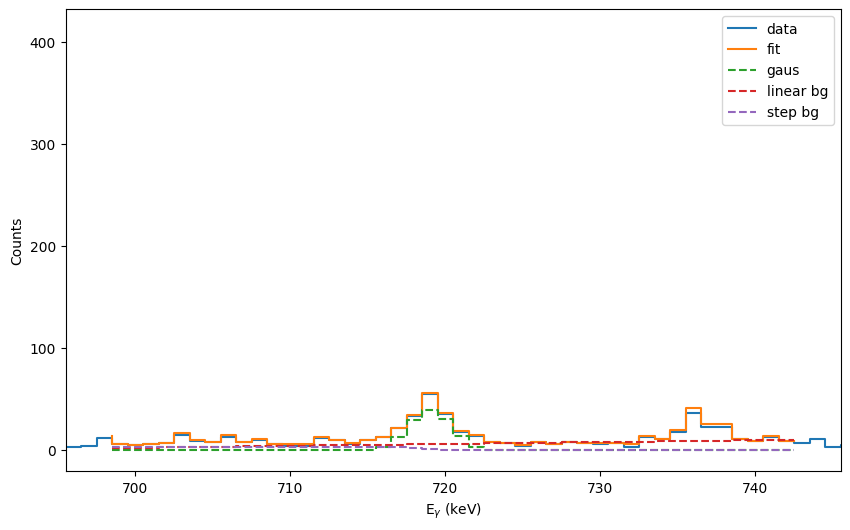 400
300
200
100
0
Counts
700
710
720
730
740
Eγ (keV)
data
fit
gaus
linear bg
step bg